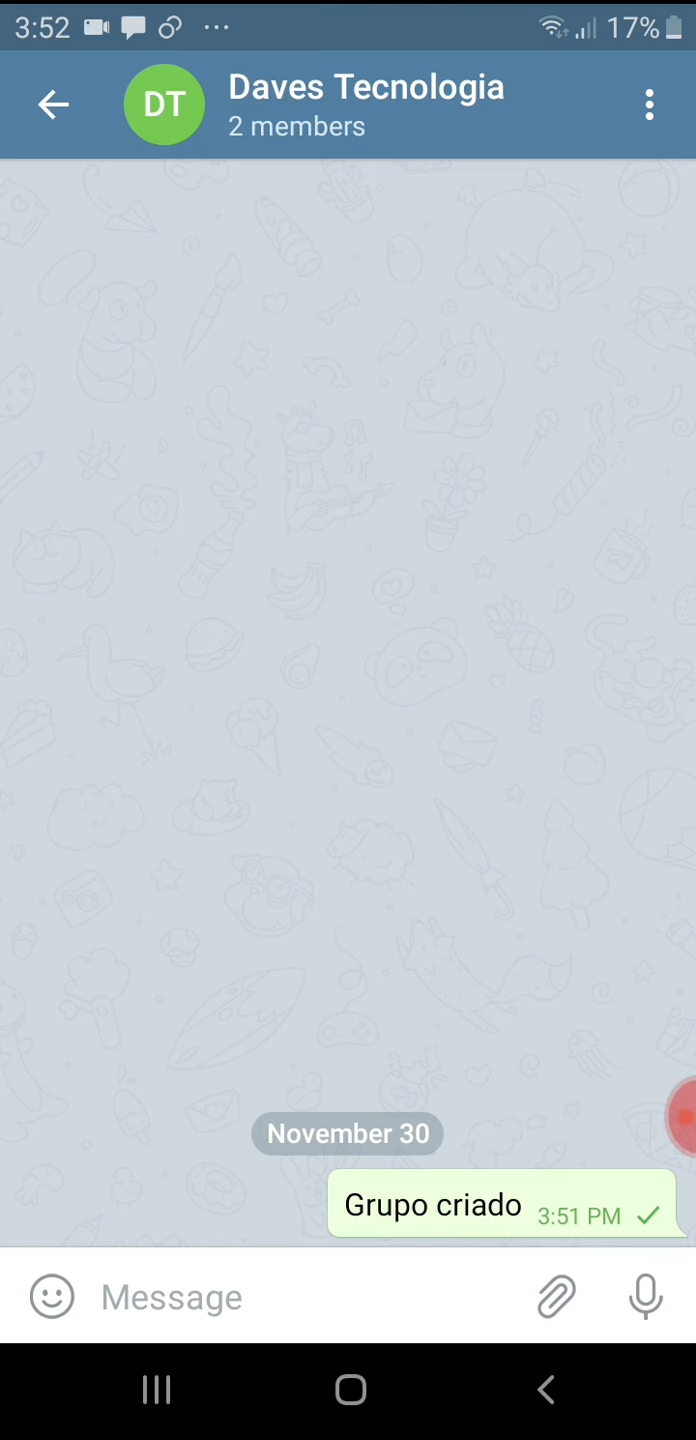 3:52 17%
DT
Daves Tecnologia
2 members
November 30
Grupo criado 3:51 PM
Message